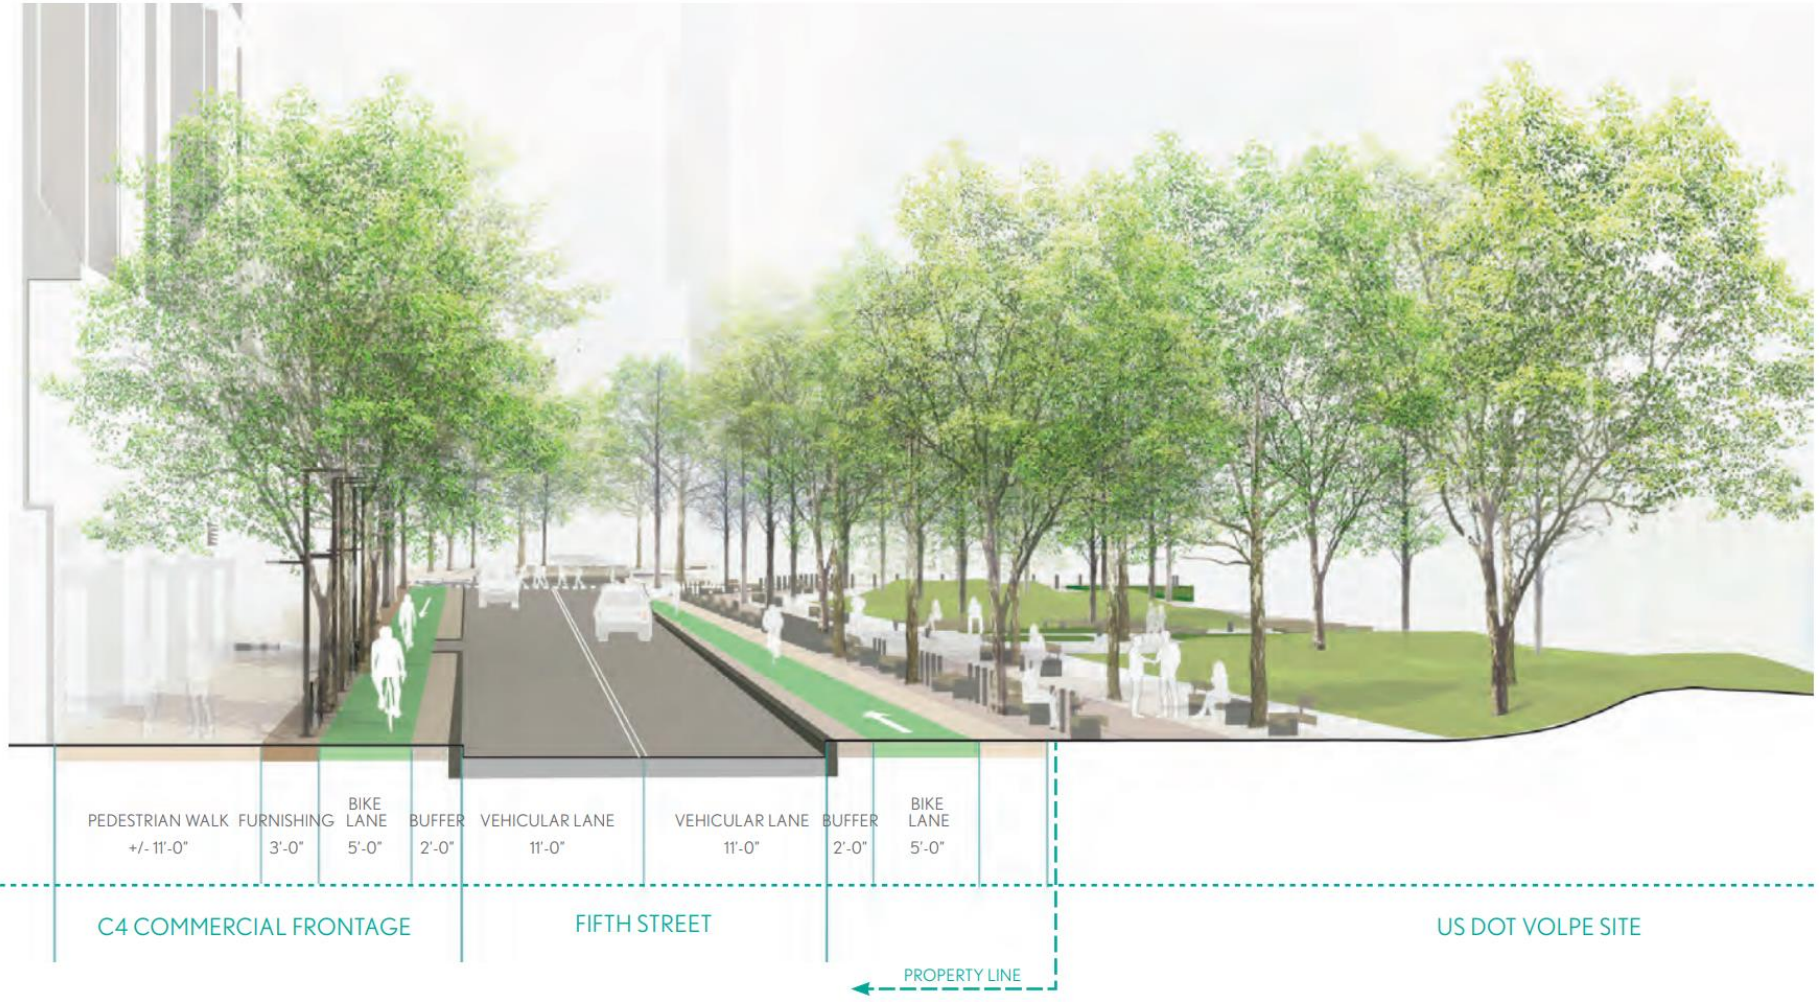 BIKE
BIKE
PEDESTRIAN WALK FURNISHING LANE BUFFER VEHICULAR LANE VEHICULAR LANE BUFFER LANE
+/- 11'-0" 3'-0" 5'-0" 2'-0" 11'-0" 11'-0" 2'-0" 5'-0"
C4 COMMERCIAL FRONTAGE
FIFTH STREET
US DOT VOLPE SITE
PROPERTY LINE